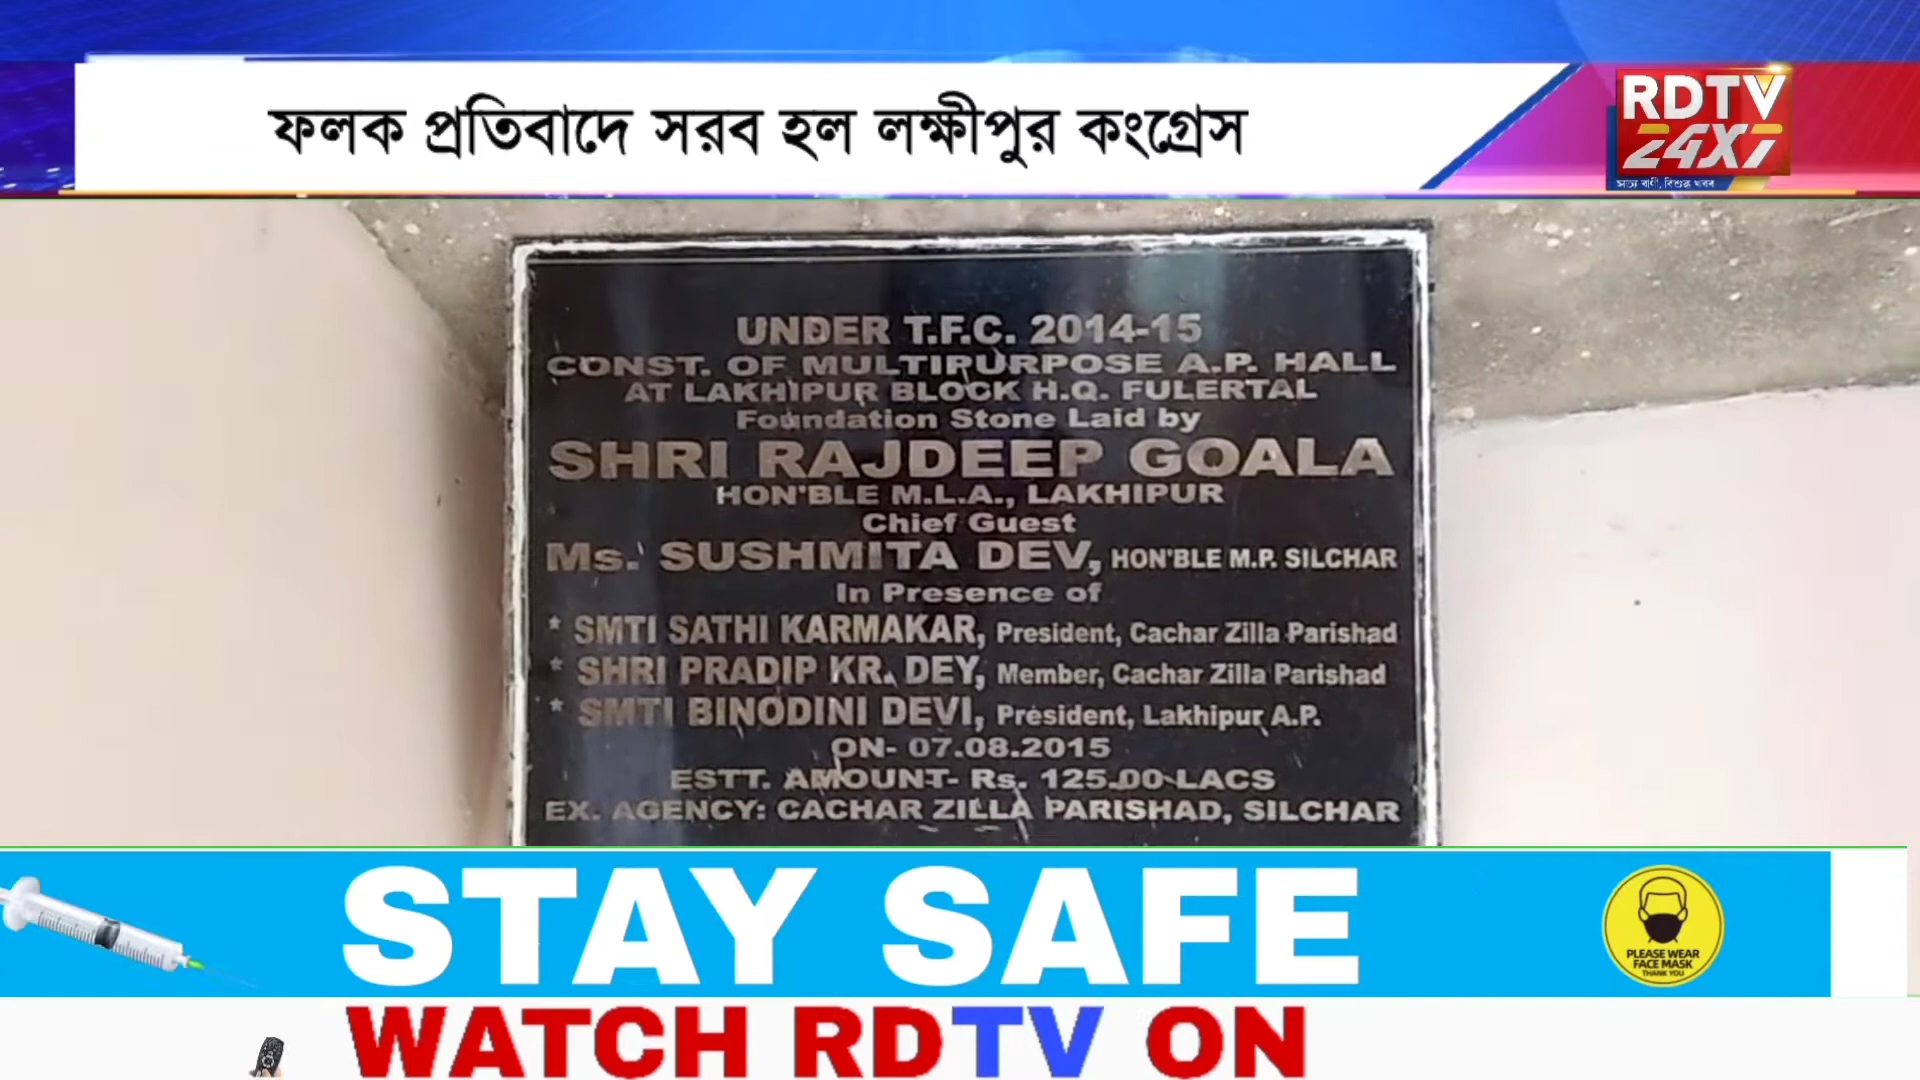 ফলক প্রতিবাদে সরব হল লক্ষীপুর কংগ্রেস
RDTV
24X7
সত্য বাণী, বিশুদ্ধ খবর
UNDER T.F.C. 2014-15
CONST. OF MULTIPURPOSE A.P. HALL
AT LAKHIPUR BLOCK H.Q. FULERTAL
Foundation Stone Laid by
SHRI RAJDEEP GOALA
HON'BLE M.L.A., LAKHIPUR
Chief Guest
Ms. SUSHMITA DEV, HON'BLE M.P. SILCHAR
In Presence of
* SMTI SATHI KARMAKAR, President, Cachar Zilla Parishad
* SHRI PRADIP KR. DEY, Member, Cachar Zilla Parishad
* SMTI BINODINI DEVI, President, Lakhipur A.P.
ON- 07.08.2015
ESTT. AMOUNT- Rs. 125.00 LACS
EX. AGENCY: CACHAR ZILLA PARISHAD, SILCHAR
STAY SAFE
PLEASE WEAR
FACE MASK
THANK YOU
WATCH RDTV ON